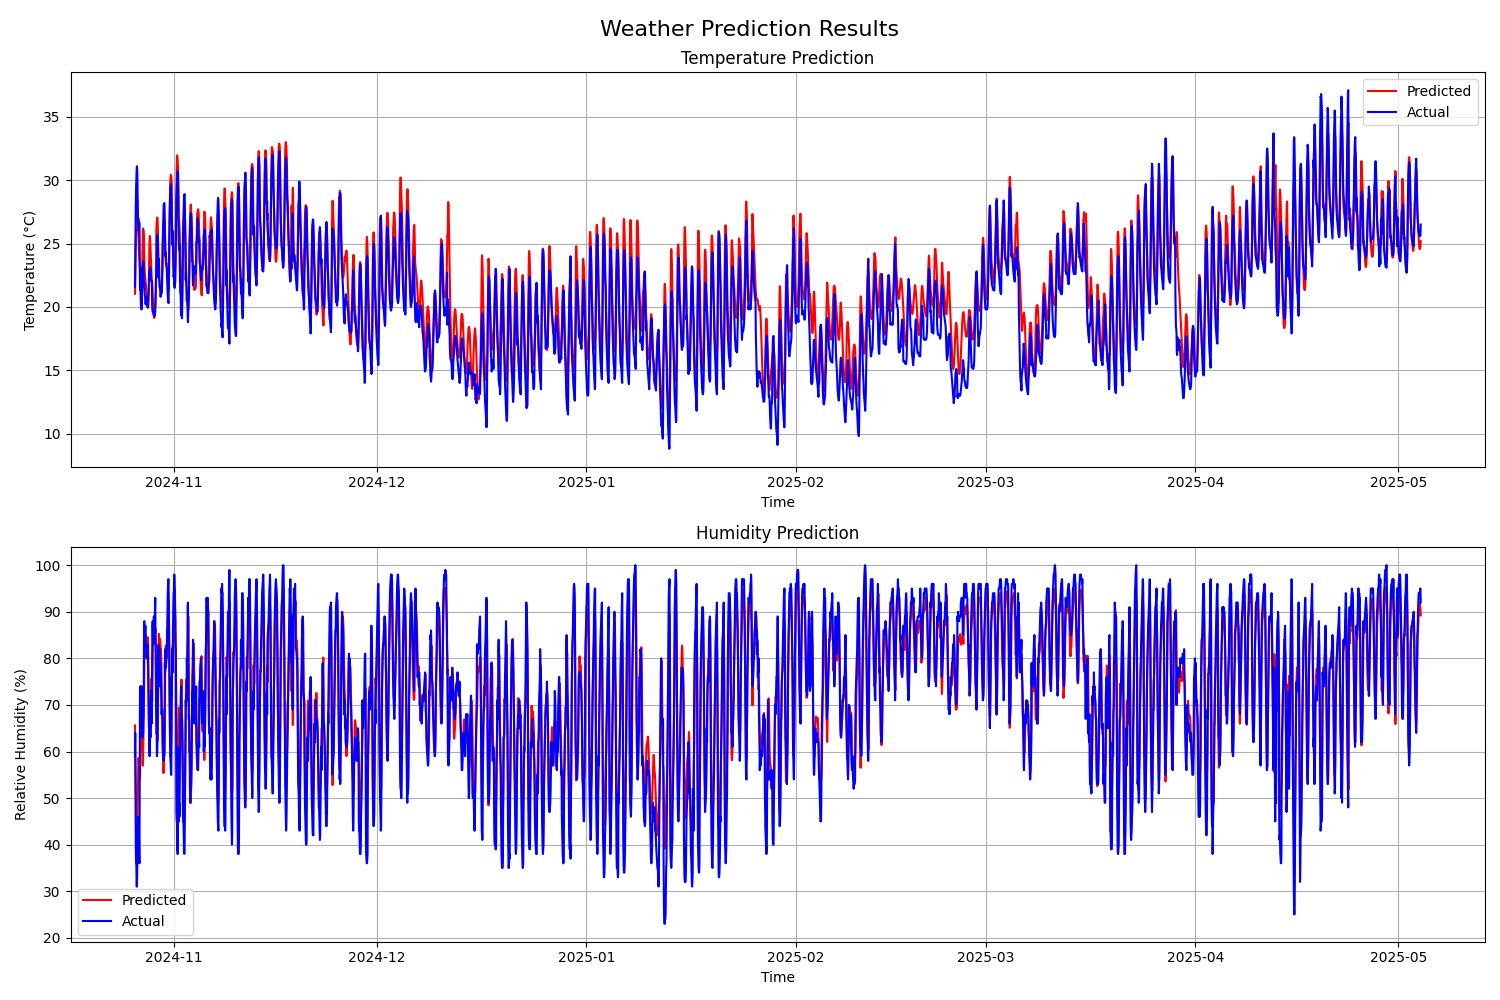 Weather Prediction Results
Temperature Prediction
Predicted
Actual
Temperature (°C)
35
30
25
20
15
10
2024-11 2024-12 2025-01 2025-02 2025-03 2025-04 2025-05
Time
Humidity Prediction
Relative Humidity (%)
100
90
80
70
60
50
40
30
20
Predicted
Actual
2024-11 2024-12 2025-01 2025-02 2025-03 2025-04 2025-05
Time